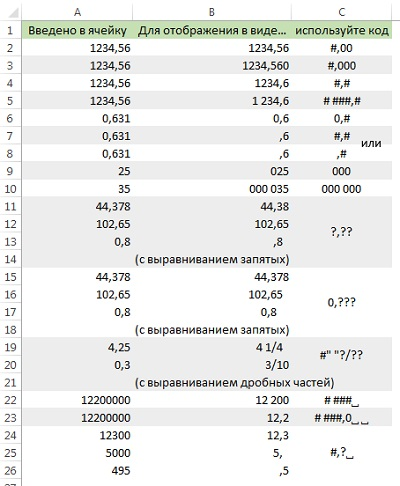 A B C
1 Введено в ячейку Для отображения в виде... используйте код
2 1234,56 1234,56 #,00
3 1234,56 1234,560 #,000
4 1234,56 1234,6 #,#
5 1234,56 1 234,6 # ###,#
6 0,631 0,6 0,#
7 0,631 ,6 #,#
или
8 0,631 ,6 ,#
9 25 025 000
10 35 000 035 000 000
11 44,378 44,38
12 102,65 102,65 ?,??
13 0,8 ,8
14 (с выравниванием запятых)
15 44,378 44,378
16 102,65 102,65 0,???
17 0,8 0,8
18 (с выравниванием запятых)
19 4,25 4 1/4 #" "?/??
20 0,3 3/10
21 (с выравниванием дробных частей)
22 12200000 12 200 # ###␣
23 12200000 12,2 # ###,0␣ ␣
24 12300 12,3
25 5000 5, #,?␣
26 495 ,5
27